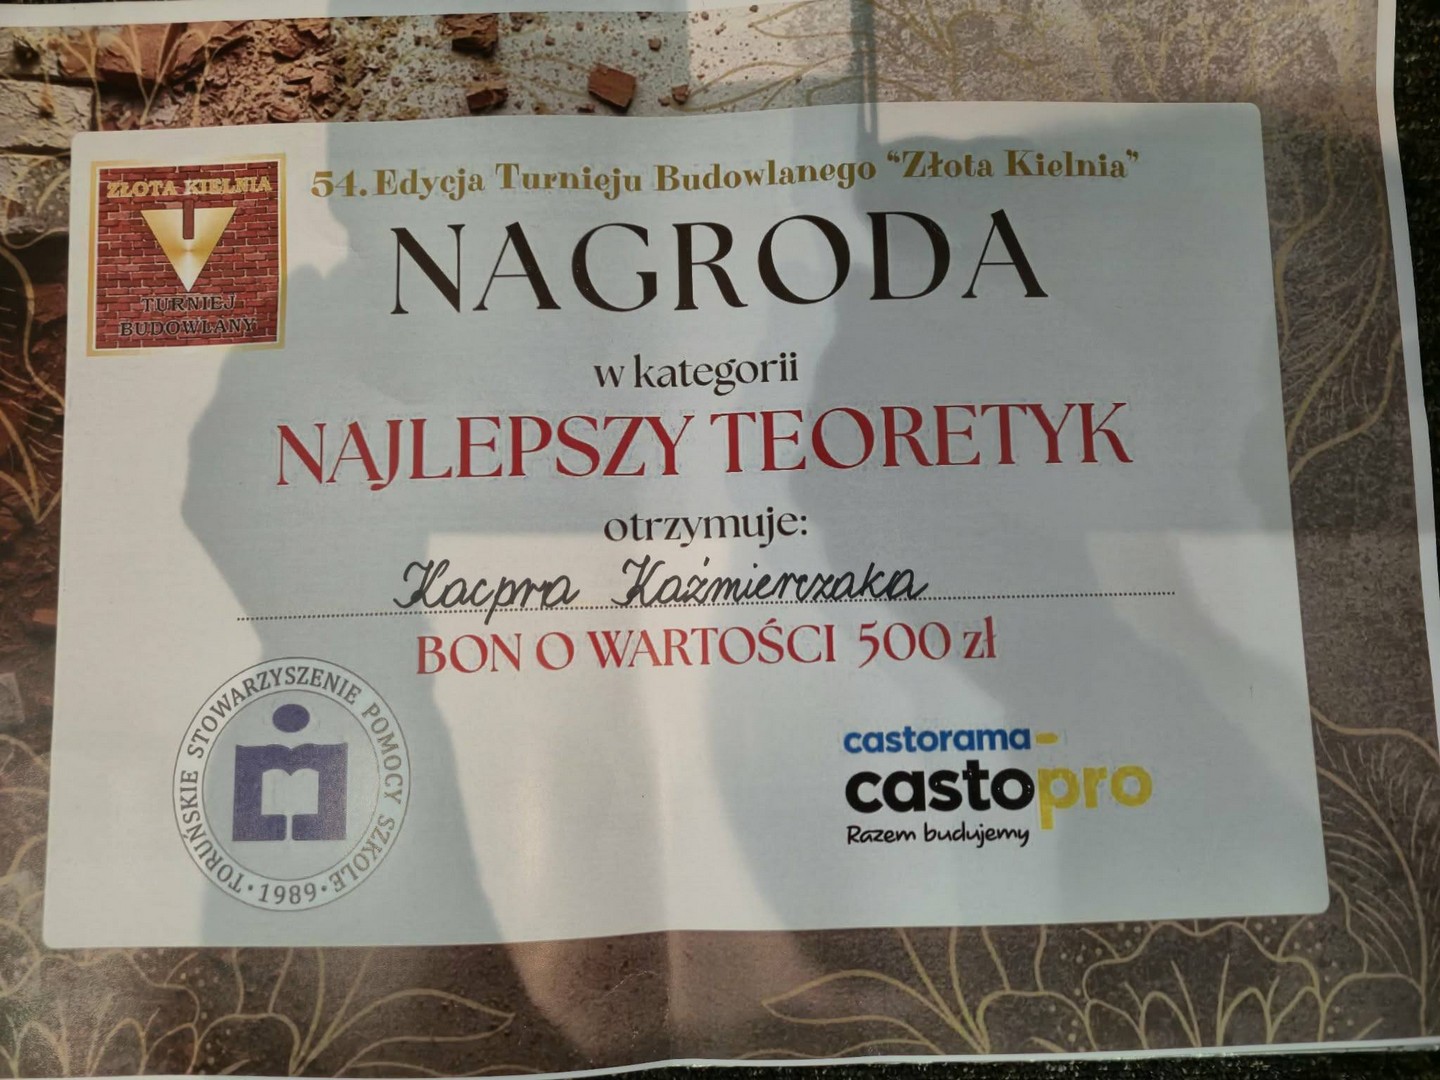 ZŁOTA KIELNIA
TURNIEJ
BUDOWLANY
54. Edycja Turnieju Budowlanego “Złota Kielnia”
NAGRODA
w kategorii
NAJLEPSZY TEORETYK
otrzymuje:
Kacpra Kaźmierczaka
BON O WARTOŚCI 500 zł
TORUŃSKIE STOWARZYSZENIE POMOCY SZKOLE
· 1989 ·
castorama
castopro
Razem budujemy